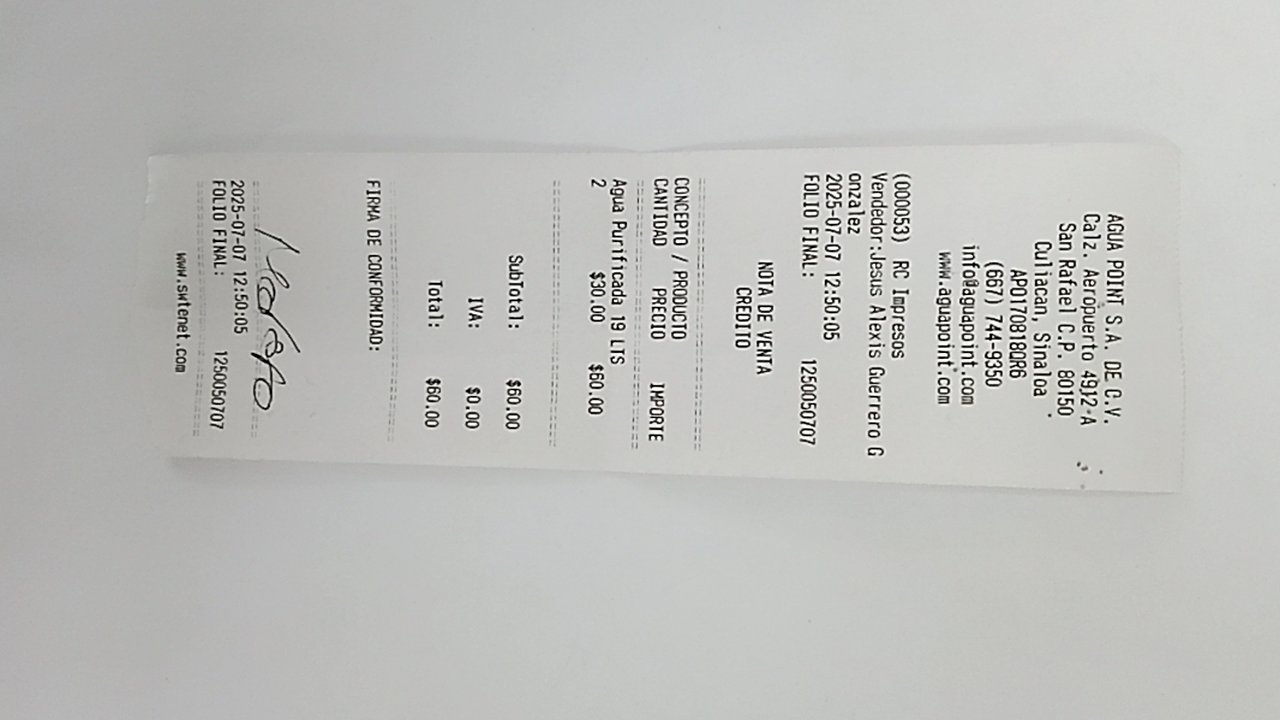 AGUA POINT S.A. DE C.V.
Calz. Aeropuerto 4912-A
San Rafael C.P. 80150
Culiacan, Sinaloa
APO170818QR6
(667) 744-9350
info@aguapoint.com
www.aguapoint.com
(000053) RC Impresos
Vendedor:Jesus Alexis Guerrero G
onzalez
2025-07-07 12:50:05
FOLIO FINAL: 1250050707
NOTA DE VENTA
CREDITO
CONCEPTO / PRODUCTO
CANTIDAD PRECIO IMPORTE
Agua Purificada 19 LTS
2 $30.00 $60.00
SubTotal: $60.00
IVA: $0.00
Total: $60.00
FIRMA DE CONFORMIDAD:
2025-07-07 12:50:05
FOLIO FINAL: 1250050707
www.swtenet.com